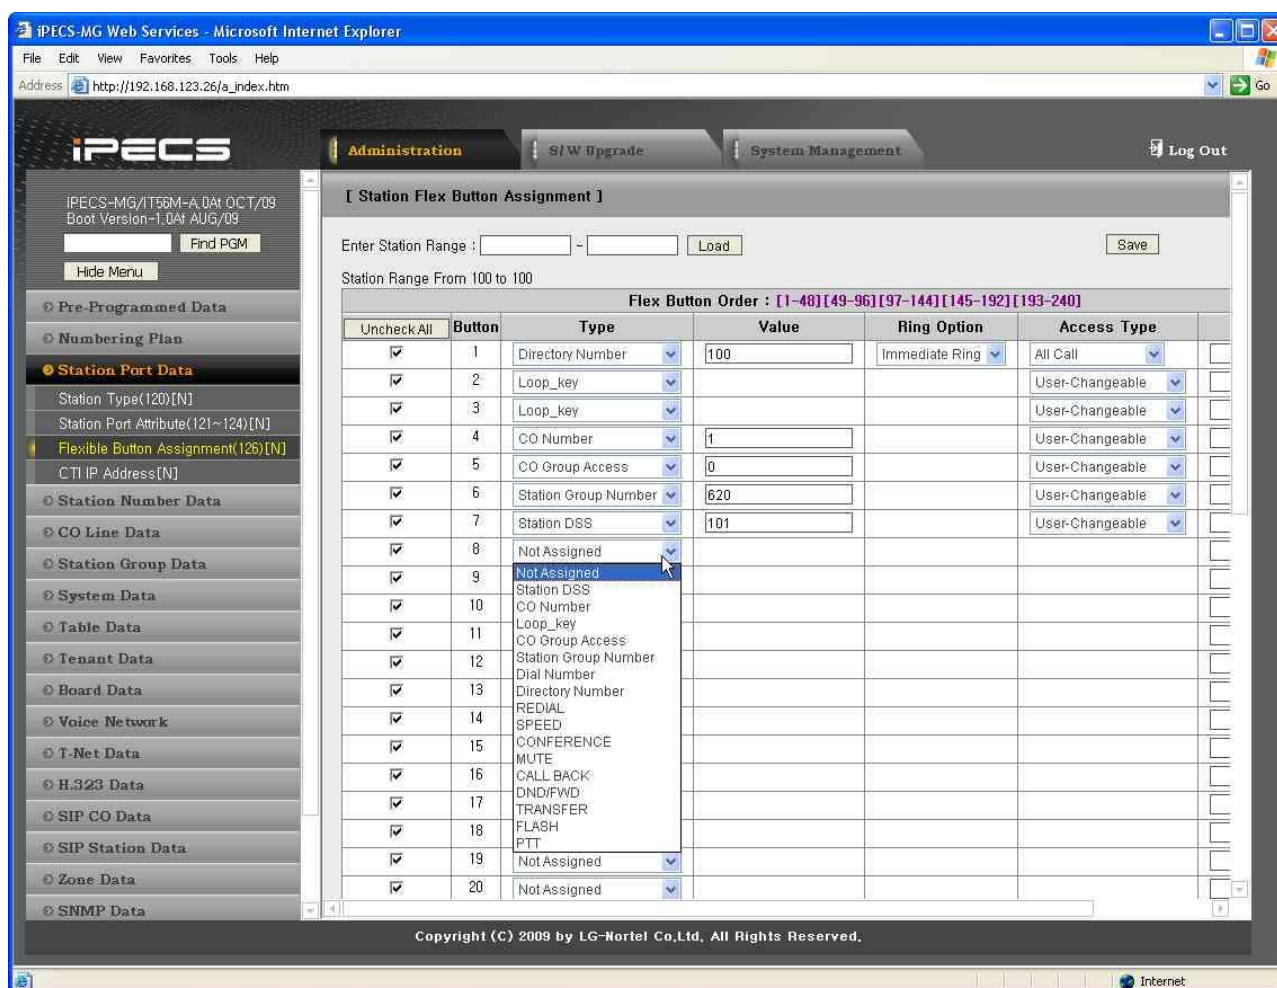 iPECS-MG Web Services - Microsoft Internet Explorer
File Edit View Favorites Tools Help
Address http://192.168.123.26/a_index.htm Go
iPECS
Administration S/W Upgrade System Management Log Out
iPECS-MG/IT56M-A.0Af OCT/09
Boot Version-1.0Af AUG/09
Find PGM
Hide Menu
Pre-Programmed Data
Numbering Plan
Station Port Data
Station Type(120)[N]
Station Port Attribute(121~124)[N]
Flexible Button Assignment(126)[N]
CTI IP Address[N]
Station Number Data
CO Line Data
Station Group Data
System Data
Table Data
Tenant Data
Board Data
Voice Network
T-Net Data
H.323 Data
SIP CO Data
SIP Station Data
Zone Data
SNMP Data
[ Station Flex Button Assignment ]
Enter Station Range : - Load Save
Station Range From 100 to 100
Flex Button Order : [1-48][49-96][97-144][145-192][193-240]
Uncheck All Button Type Value Ring Option Access Type
1 Directory Number 100 Immediate Ring All Call
2 Loop_key User-Changeable
3 Loop_key User-Changeable
4 CO Number 1 User-Changeable
5 CO Group Access 0 User-Changeable
6 Station Group Number 620 User-Changeable
7 Station DSS 101 User-Changeable
8 Not Assigned
9
10
11
12
13
14
15
16
17
18
Not Assigned
Station DSS
CO Number
Loop_key
CO Group Access
Station Group Number
Dial Number
Directory Number
REDIAL
SPEED
CONFERENCE
MUTE
CALL BACK
DND/FWD
TRANSFER
FLASH
PTT
19 Not Assigned
20 Not Assigned
Copyright (C) 2009 by LG-Nortel Co,Ltd, All Rights Reserved.
Internet